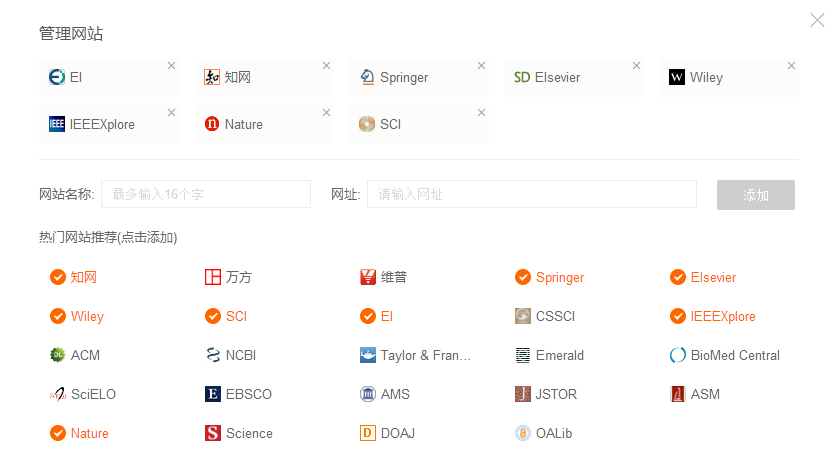 管理网站
EI 知网 Springer SD Elsevier W Wiley
IEEE IEEEXplore n Nature SCI
网站名称: 最多输入16个字 网址: 请输入网址 添加
热门网站推荐(点击添加)
知网 万方 维普 Springer Elsevier
Wiley SCI EI CSSCI IEEEXplore
ACM NCBI Taylor & Fran... Emerald BioMed Central
SciELO E EBSCO AMS J JSTOR ASM
Nature S Science D DOAJ OALib